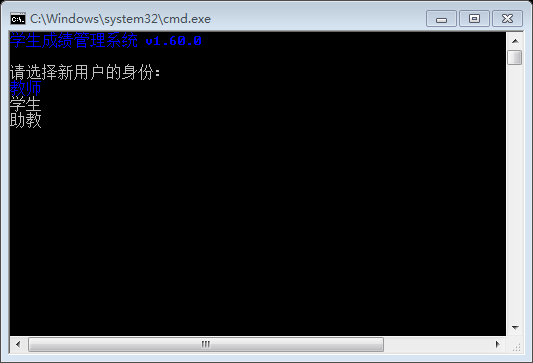 C:\Windows\system32\cmd.exe
学生成绩管理系统 v1.60.0
请选择新用户的身份:
教师
学生
助教